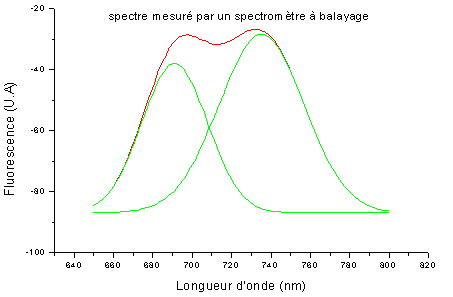 spectre mesuré par un spectromètre à balayage
Fluorescence (U.A)
-20
-40
-60
-80
-100
640 660 680 700 720 740 760 780 800 820
Longueur d'onde (nm)